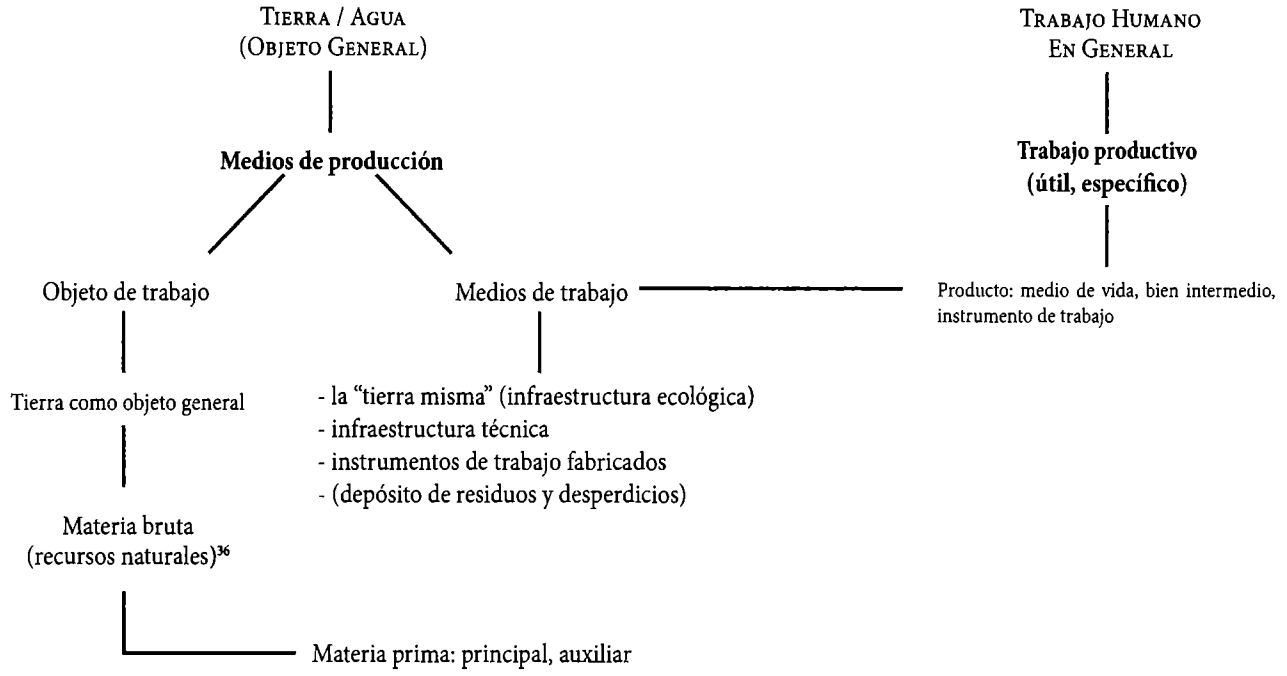 TIERRA / AGUA
(OBJETO GENERAL)
TRABAJO HUMANO
EN GENERAL
Medios de producción
Trabajo productivo
(útil, específico)
Objeto de trabajo
Medios de trabajo
Producto: medio de vida, bien intermedio,
instrumento de trabajo
Tierra como objeto general
- la “tierra misma” (infraestructura ecológica)
- infraestructura técnica
- instrumentos de trabajo fabricados
- (depósito de residuos y desperdicios)
Materia bruta
(recursos naturales)³⁶
Materia prima: principal, auxiliar